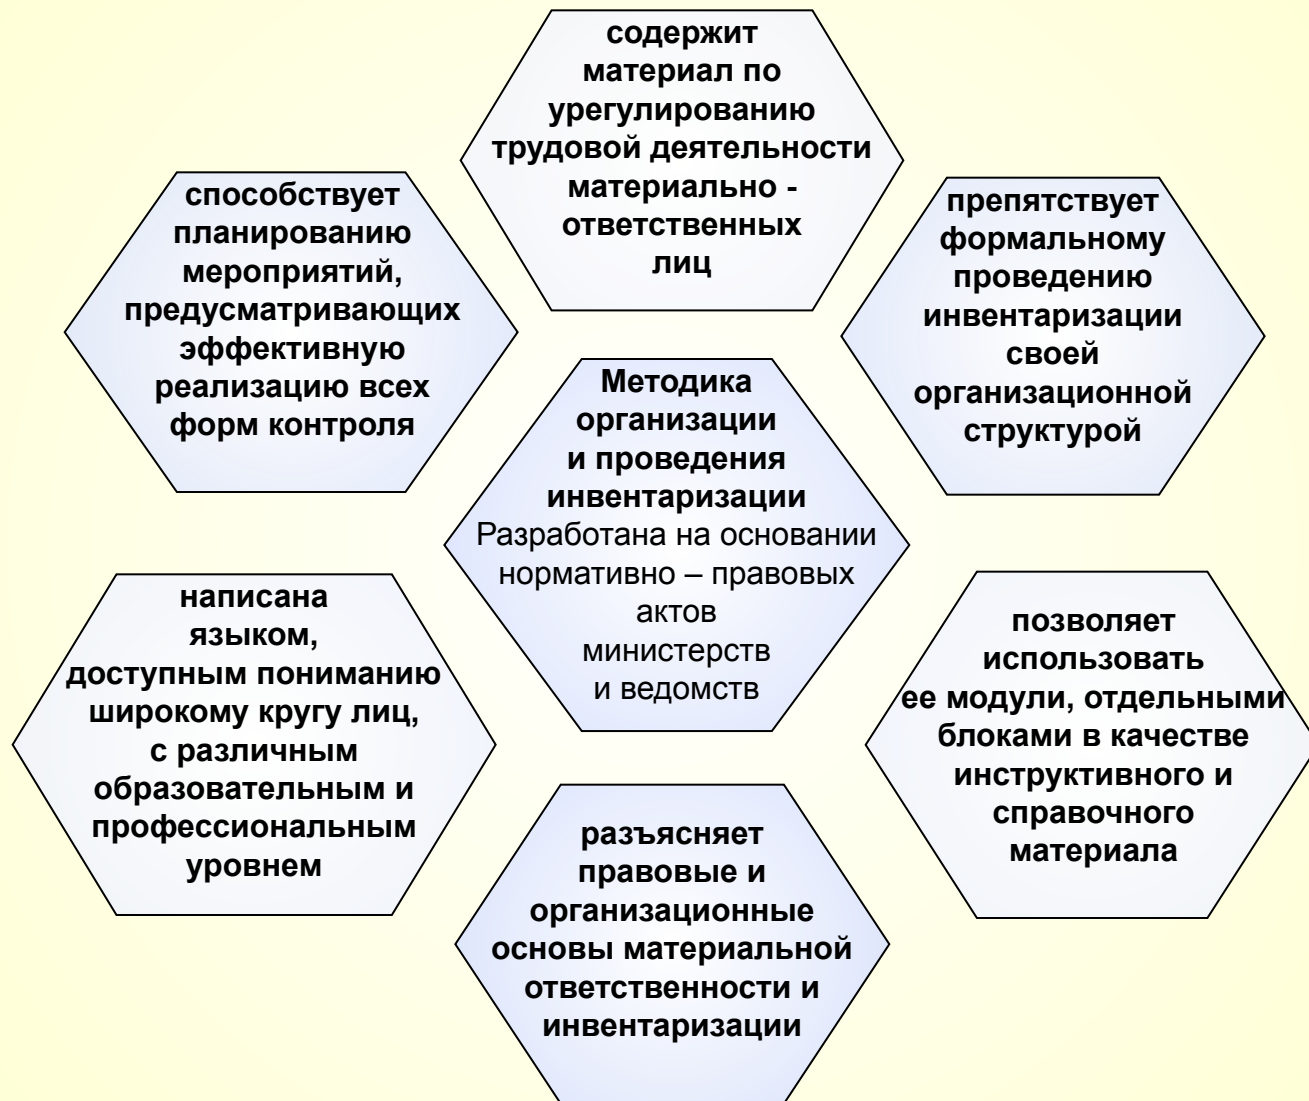 содержит
материал по
урегулированию
трудовой деятельности
материально -
ответственных
лиц
способствует
планированию
мероприятий,
предусматривающих
эффективную
реализацию всех
форм контроля
препятствует
формальному
проведению
инвентаризации
своей
организационной
структурой
Методика
организации
и проведения
инвентаризации
Разработана на основании
нормативно – правовых
актов
министерств
и ведомств
написана
языком,
доступным пониманию
широкому кругу лиц,
с различным
образовательным и
профессиональным
уровнем
позволяет
использовать
ее модули, отдельными
блоками в качестве
инструктивного и
справочного
материала
разъясняет
правовые и
организационные
основы материальной
ответственности и
инвентаризации